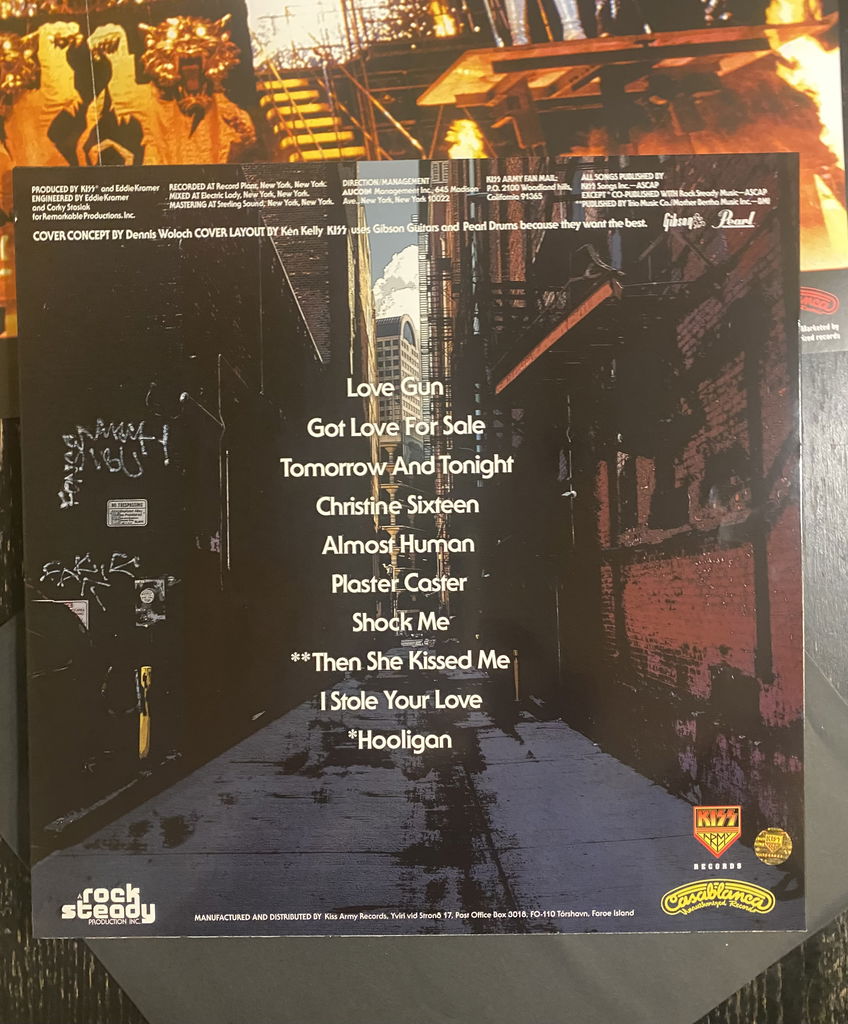 PRODUCED BY KISS® and Eddie Kramer
ENGINEERED BY Eddie Kramer
and Corky Stasiak
for Remarkable Productions, Inc.
RECORDED AT Record Plant, New York, New York.
MIXED AT Electric Lady, New York, New York.
MASTERING AT Sterling Sound, New York, New York.
DIRECTION/MANAGEMENT
AUCOIN Management Inc., 645 Madison
Ave., New York, New York 10022
KISS ARMY FAN MAIL:
P.O. 2100 Woodland hills,
California 91365
ALL SONGS PUBLISHED BY
KISS Songs Inc.—ASCAP
EXCEPT * CO-PUBLISHED WITH Rock Steady Music—ASCAP
**PUBLISHED BY Trio Music Co./Mother Bertha Music Inc.—BMI
COVER CONCEPT BY Dennis Woloch COVER LAYOUT BY Ken Kelly KISS uses Gibson Guitars and Pearl Drums because they want the best.
Gibson
Pearl
Marketed by
records
Love Gun
Got Love For Sale
Tomorrow And Tonight
Christine Sixteen
Almost Human
Plaster Caster
Shock Me
**Then She Kissed Me
I Stole Your Love
*Hooligan
NO TRESPASSING
KISS
ARMY
RECORDS
A rock
steady
PRODUCTION INC.
MANUFACTURED AND DISTRIBUTED BY Kiss Army Records, Yviri vid Strond 17, Post Office Box 3018, FO-110 Tórshavn, Faroe Island
Casablanca
Unauthorized Records